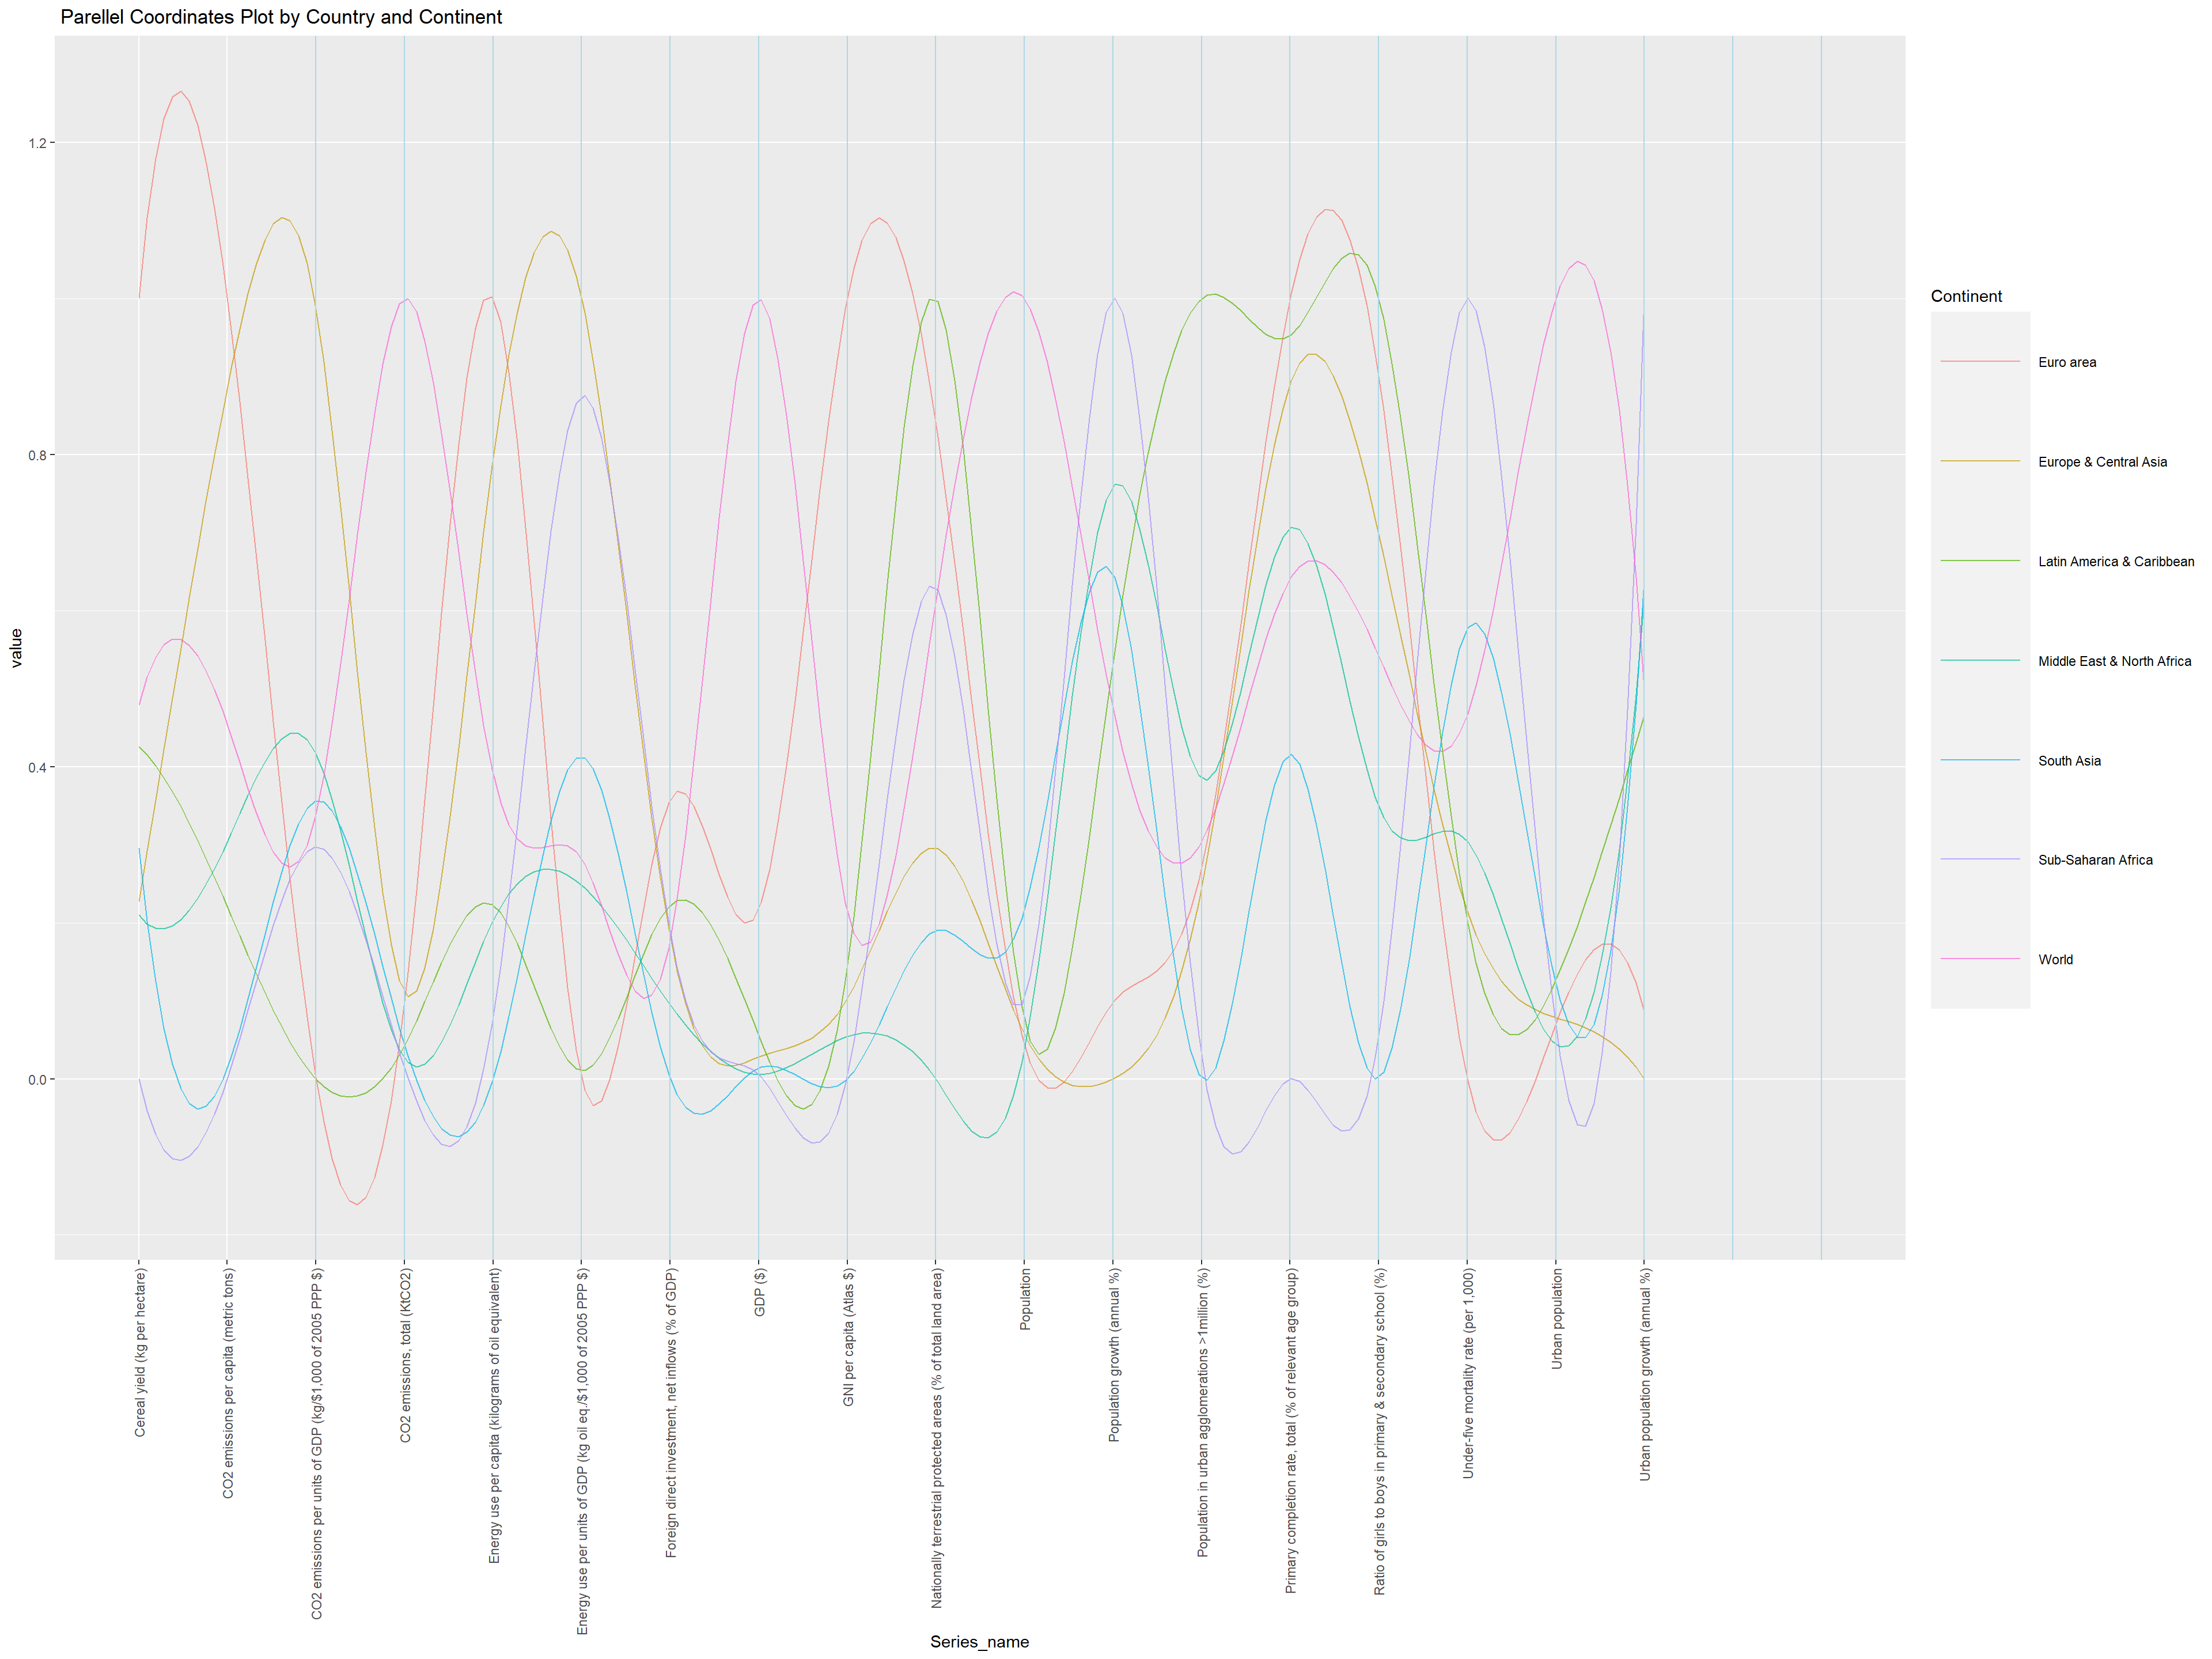 Parellel Coordinates Plot by Country and Continent
value
1.2
0.8
0.4
0.0
Cereal yield (kg per hectare)
CO2 emissions per capita (metric tons)
CO2 emissions per units of GDP (kg/$1,000 of 2005 PPP $)
CO2 emissions, total (KtCO2)
Energy use per capita (kilograms of oil equivalent)
Energy use per units of GDP (kg oil eq./$1,000 of 2005 PPP $)
Foreign direct investment, net inflows (% of GDP)
GDP ($)
GNI per capita (Atlas $)
Nationally terrestrial protected areas (% of total land area)
Population
Population growth (annual %)
Population in urban agglomerations >1million (%)
Primary completion rate, total (% of relevant age group)
Ratio of girls to boys in primary & secondary school (%)
Under-five mortality rate (per 1,000)
Urban population
Urban population growth (annual %)
Series_name
Continent
Euro area
Europe & Central Asia
Latin America & Caribbean
Middle East & North Africa
South Asia
Sub-Saharan Africa
World